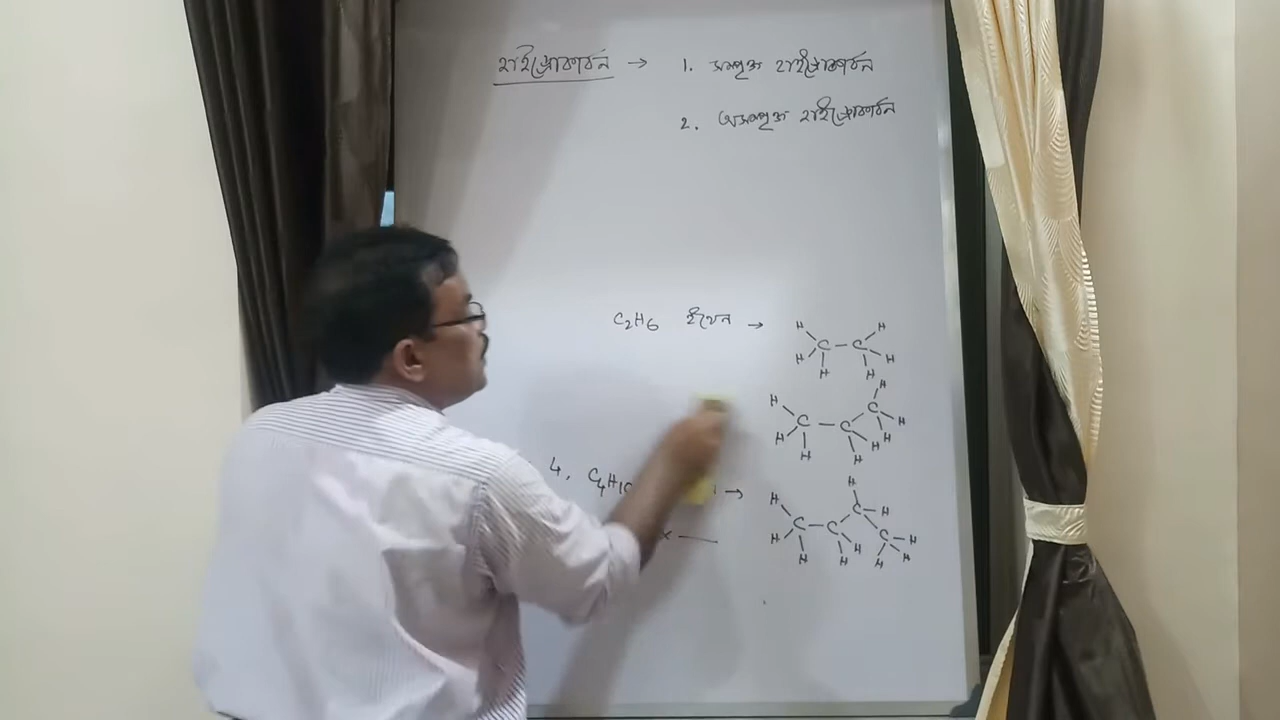 হাইড্রোকার্বন → 1. সম্পৃক্ত হাইড্রোকার্বন
2. অসম্পৃক্ত হাইড্রোকার্বন
C₂H₆ ইথেন →
H H
C — C
H H H H
H H
C — C C H
H H H H H
H H
4. C₄H₁₀ →
C — C C H
H H H H C H
H H H